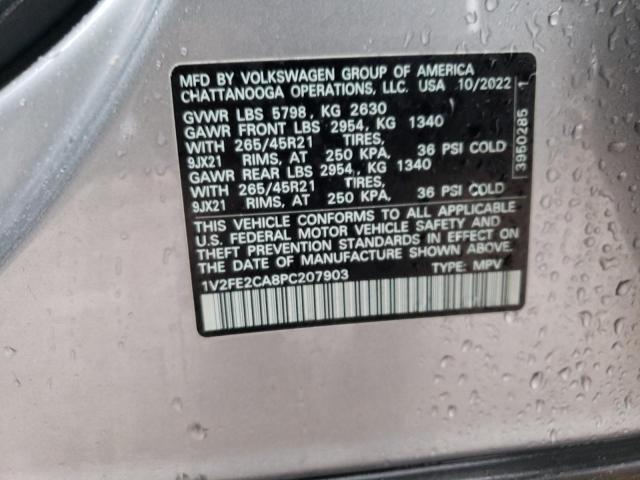 MFD BY VOLKSWAGEN GROUP OF AMERICA
CHATTANOOGA OPERATIONS, LLC. USA 10/2022
GVWR LBS 5798, KG 2630
GAWR FRONT LBS 2954, KG 1340
WITH 265/45R21 TIRES,
9JX21 RIMS, AT 250 KPA, 36 PSI COLD
GAWR REAR LBS 2954, KG 1340
WITH 265/45R21 TIRES,
9JX21 RIMS, AT 250 KPA, 36 PSI COLD
THIS VEHICLE CONFORMS TO ALL APPLICABLE
U.S. FEDERAL MOTOR VEHICLE SAFETY AND
THEFT PREVENTION STANDARDS IN EFFECT ON
THE DATE OF MANUFACTURE SHOWN ABOVE.
1V2FE2CA8PC207903 TYPE: MPV
3950285 1